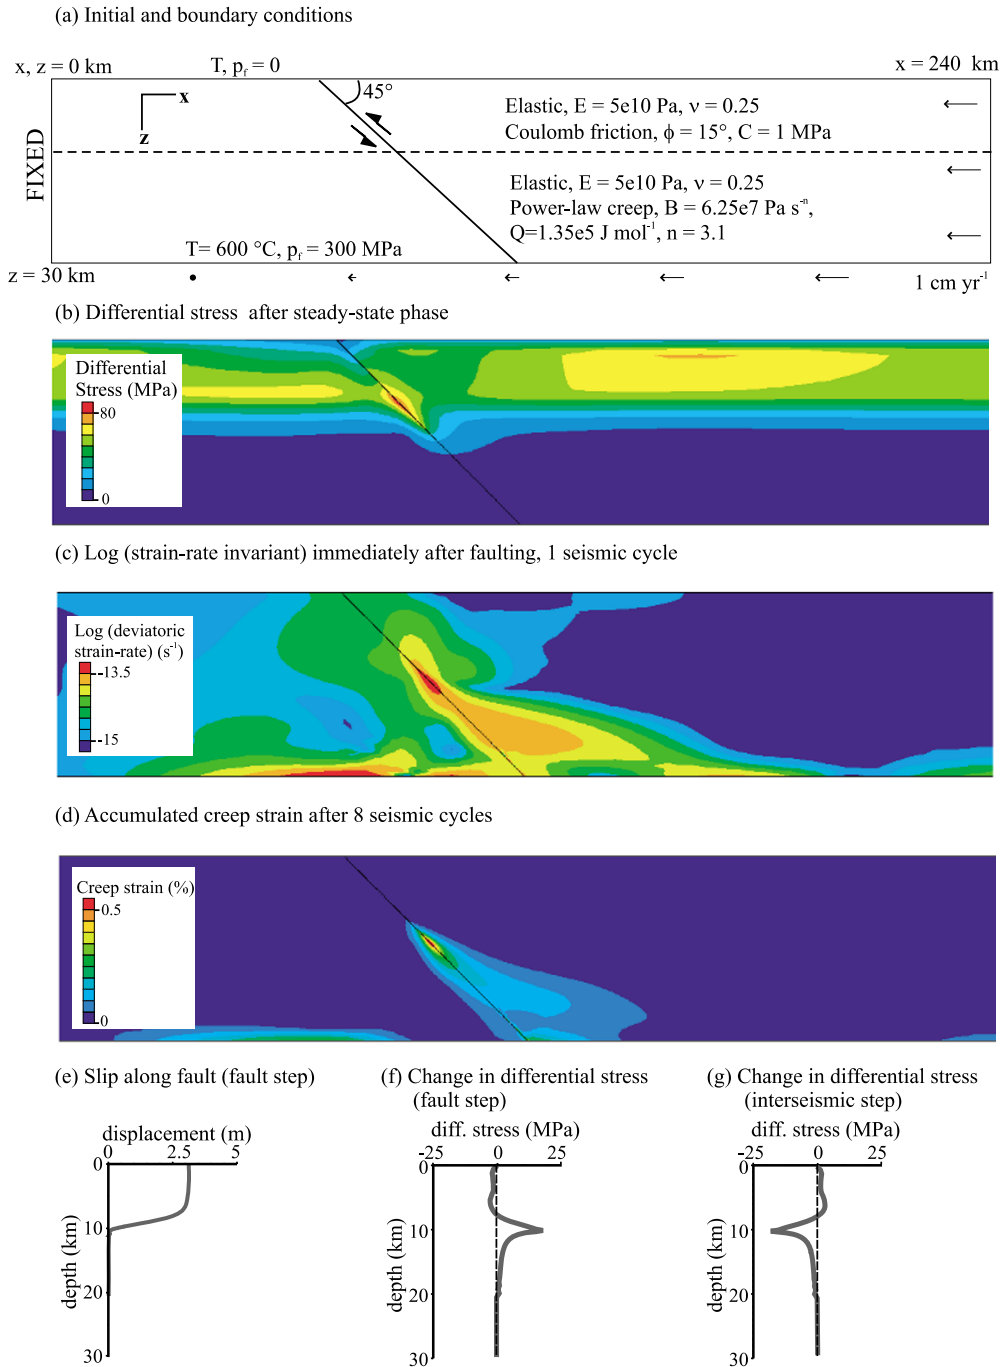 (a) Initial and boundary conditions
x, z = 0 km
T, p_f = 0
x = 240 km
45°
x
z
Elastic, E = 5e10 Pa, ν = 0.25
Coulomb friction, ϕ = 15°, C = 1 MPa
FIXED
Elastic, E = 5e10 Pa, ν = 0.25
Power-law creep, B = 6.25e7 Pa s⁻ⁿ,
Q=1.35e5 J mol⁻¹, n = 3.1
T= 600 °C, p_f = 300 MPa
z = 30 km
1 cm yr⁻¹
(b) Differential stress after steady-state phase
Differential
Stress (MPa)
80
0
(c) Log (strain-rate invariant) immediately after faulting, 1 seismic cycle
Log (deviatoric
strain-rate) (s⁻¹)
-13.5
-15
(d) Accumulated creep strain after 8 seismic cycles
Creep strain (%)
0.5
0
(e) Slip along fault (fault step)
displacement (m)
0 2.5 5
0
10
20
30
depth (km)
(f) Change in differential stress
(fault step)
diff. stress (MPa)
-25 0 25
0
10
20
30
depth (km)
(g) Change in differential stress
(interseismic step)
diff. stress (MPa)
-25 0 25
0
10
20
30
depth (km)